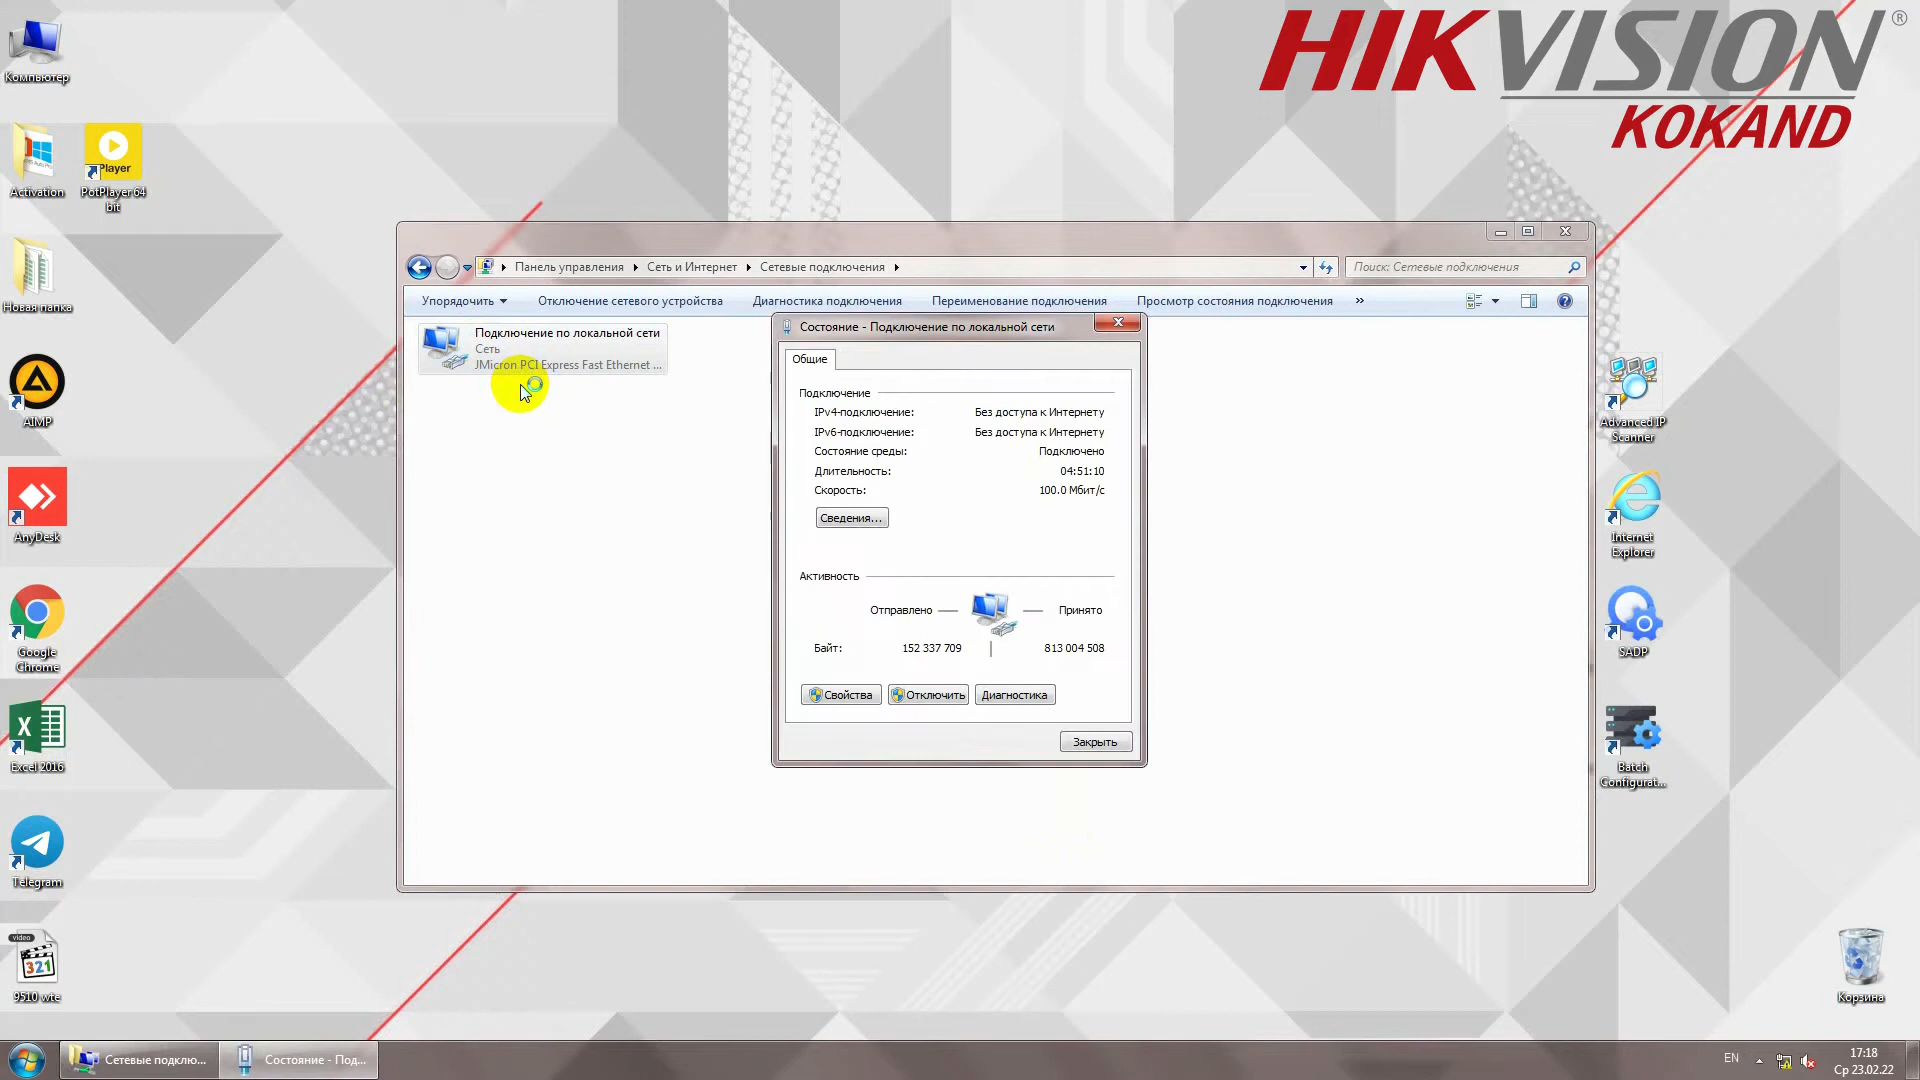 HIKVISION ®
KOKAND
Компьютер
Activation
Player
PotPlayer 64
bit
Новая папка
AIMP
AnyDesk
Google
Chrome
Excel 2016
Telegram
video
321
9510 wte
Панель управления
Сеть и Интернет
Сетевые подключения
Поиск: Сетевые подключения
Упорядочить
Отключение сетевого устройства
Диагностика подключения
Переименование подключения
Просмотр состояния подключения
»
Подключение по локальной сети
Сеть
JMicron PCI Express Fast Ethernet ...
Состояние - Подключение по локальной сети
Общие
Подключение
IPv4-подключение: Без доступа к Интернету
IPv6-подключение: Без доступа к Интернету
Состояние среды: Подключено
Длительность: 04:51:10
Скорость: 100.0 Мбит/с
Сведения...
Активность
Отправлено — — Принято
Байт: 152 337 709 | 813 004 508
Свойства
Отключить
Диагностика
Закрыть
Advanced IP
Scanner
Internet
Explorer
SADP
Batch
Configurat...
Корзина
Сетевые подклю...
Состояние - Под...
EN
17:18
Ср 23.02.22